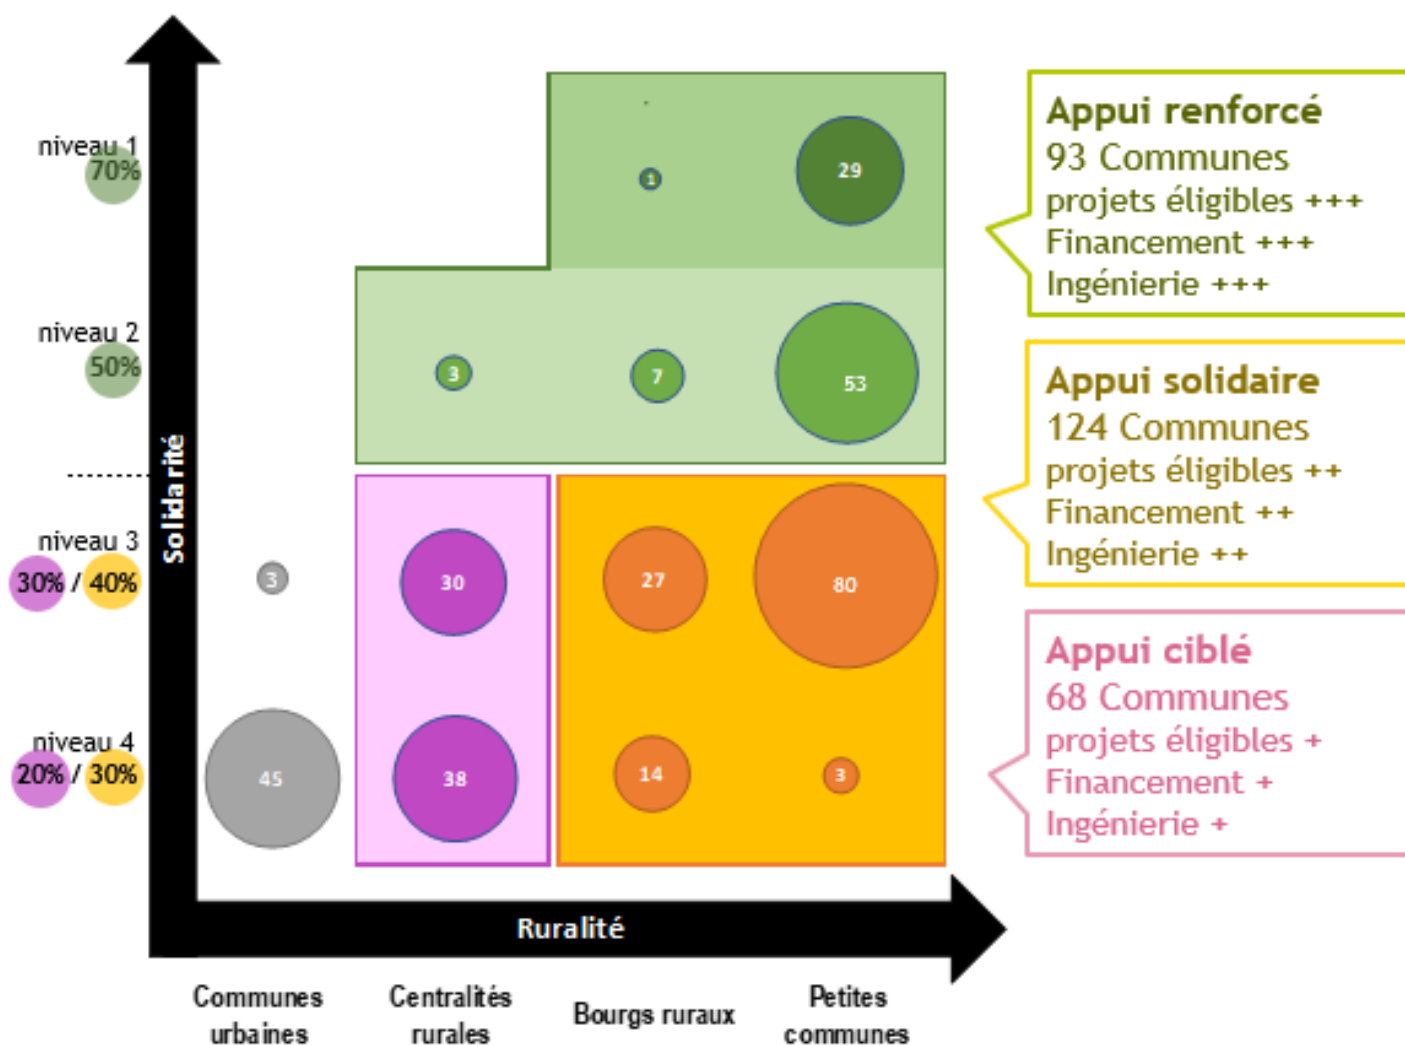 niveau 1
70%
niveau 2
50%
niveau 3
30% / 40%
niveau 4
20% / 30%
Solidarité
1
29
3
7
53
3
30
27
80
45
38
14
3
Ruralité
Communes
urbaines
Centralités
rurales
Bourgs ruraux
Petites
communes
Appui renforcé
93 Communes
projets éligibles +++
Financement +++
Ingénierie +++
Appui solidaire
124 Communes
projets éligibles ++
Financement ++
Ingénierie ++
Appui ciblé
68 Communes
projets éligibles +
Financement +
Ingénierie +